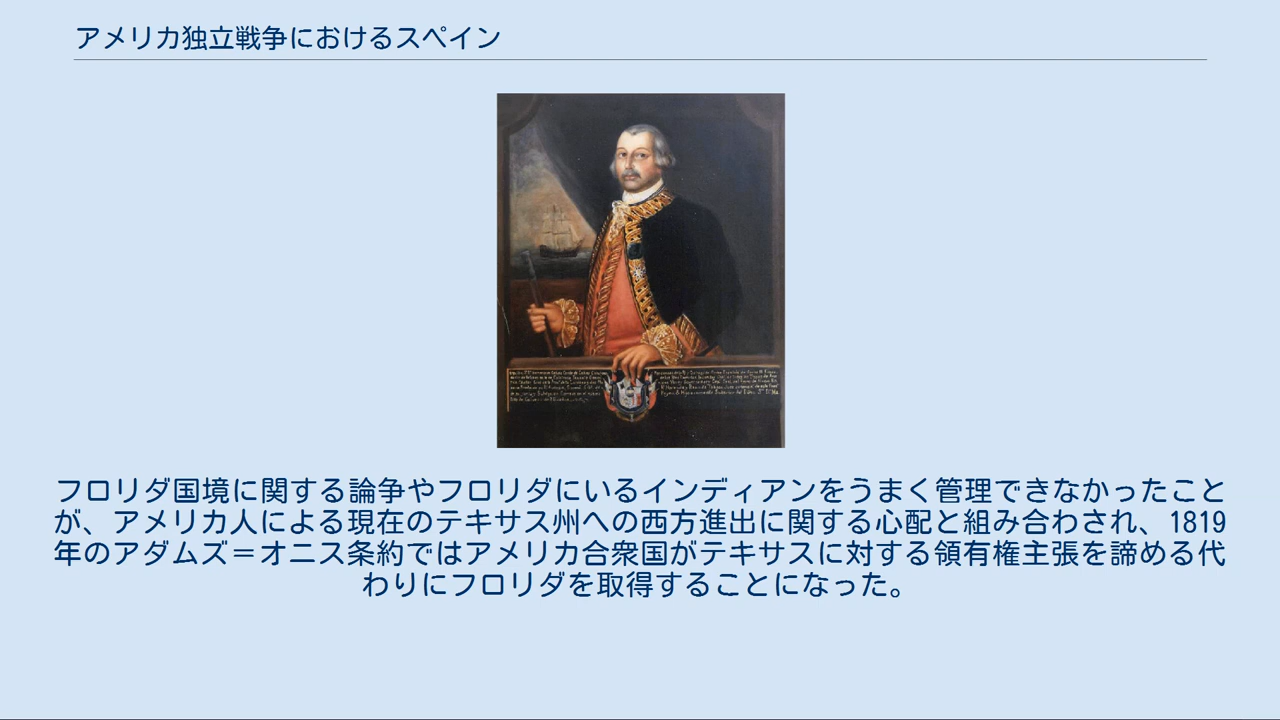 アメリカ独立戦争におけるスペイン
フロリダ国境に関する論争やフロリダにいるインディアンをうまく管理できなかったこと
が、アメリカ人による現在のテキサス州への西方進出に関する心配と組み合わされ、1819
年のアダムズ＝オニス条約ではアメリカ合衆国がテキサスに対する領有権主張を諦める代
わりにフロリダを取得することになった。